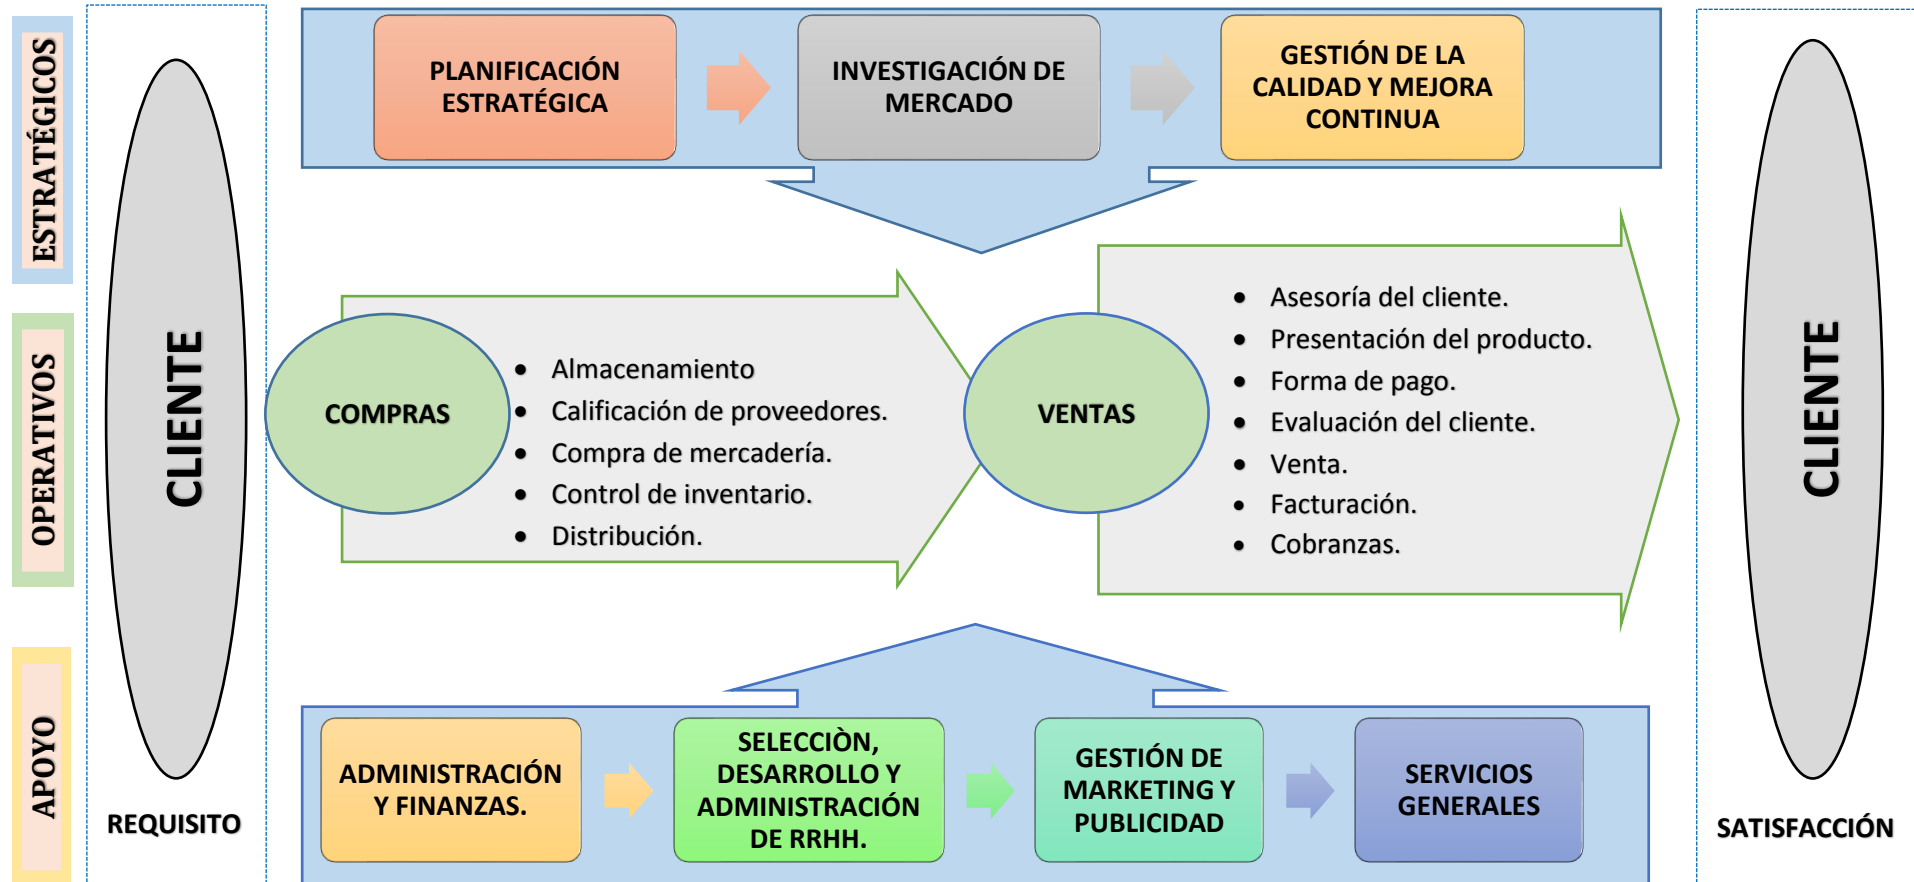 ESTRATÉGICOS
PLANIFICACIÓN
ESTRATÉGICA
INVESTIGACIÓN DE
MERCADO
GESTIÓN DE LA
CALIDAD Y MEJORA
CONTINUA
OPERATIVOS
CLIENTE
COMPRAS
• Almacenamiento
• Calificación de proveedores.
• Compra de mercadería.
• Control de inventario.
• Distribución.
VENTAS
• Asesoría del cliente.
• Presentación del producto.
• Forma de pago.
• Evaluación del cliente.
• Venta.
• Facturación.
• Cobranzas.
CLIENTE
APOYO
REQUISITO
ADMINISTRACIÓN
Y FINANZAS.
SELECCIÒN,
DESARROLLO Y
ADMINISTRACIÓN
DE RRHH.
GESTIÓN DE
MARKETING Y
PUBLICIDAD
SERVICIOS
GENERALES
SATISFACCIÓN